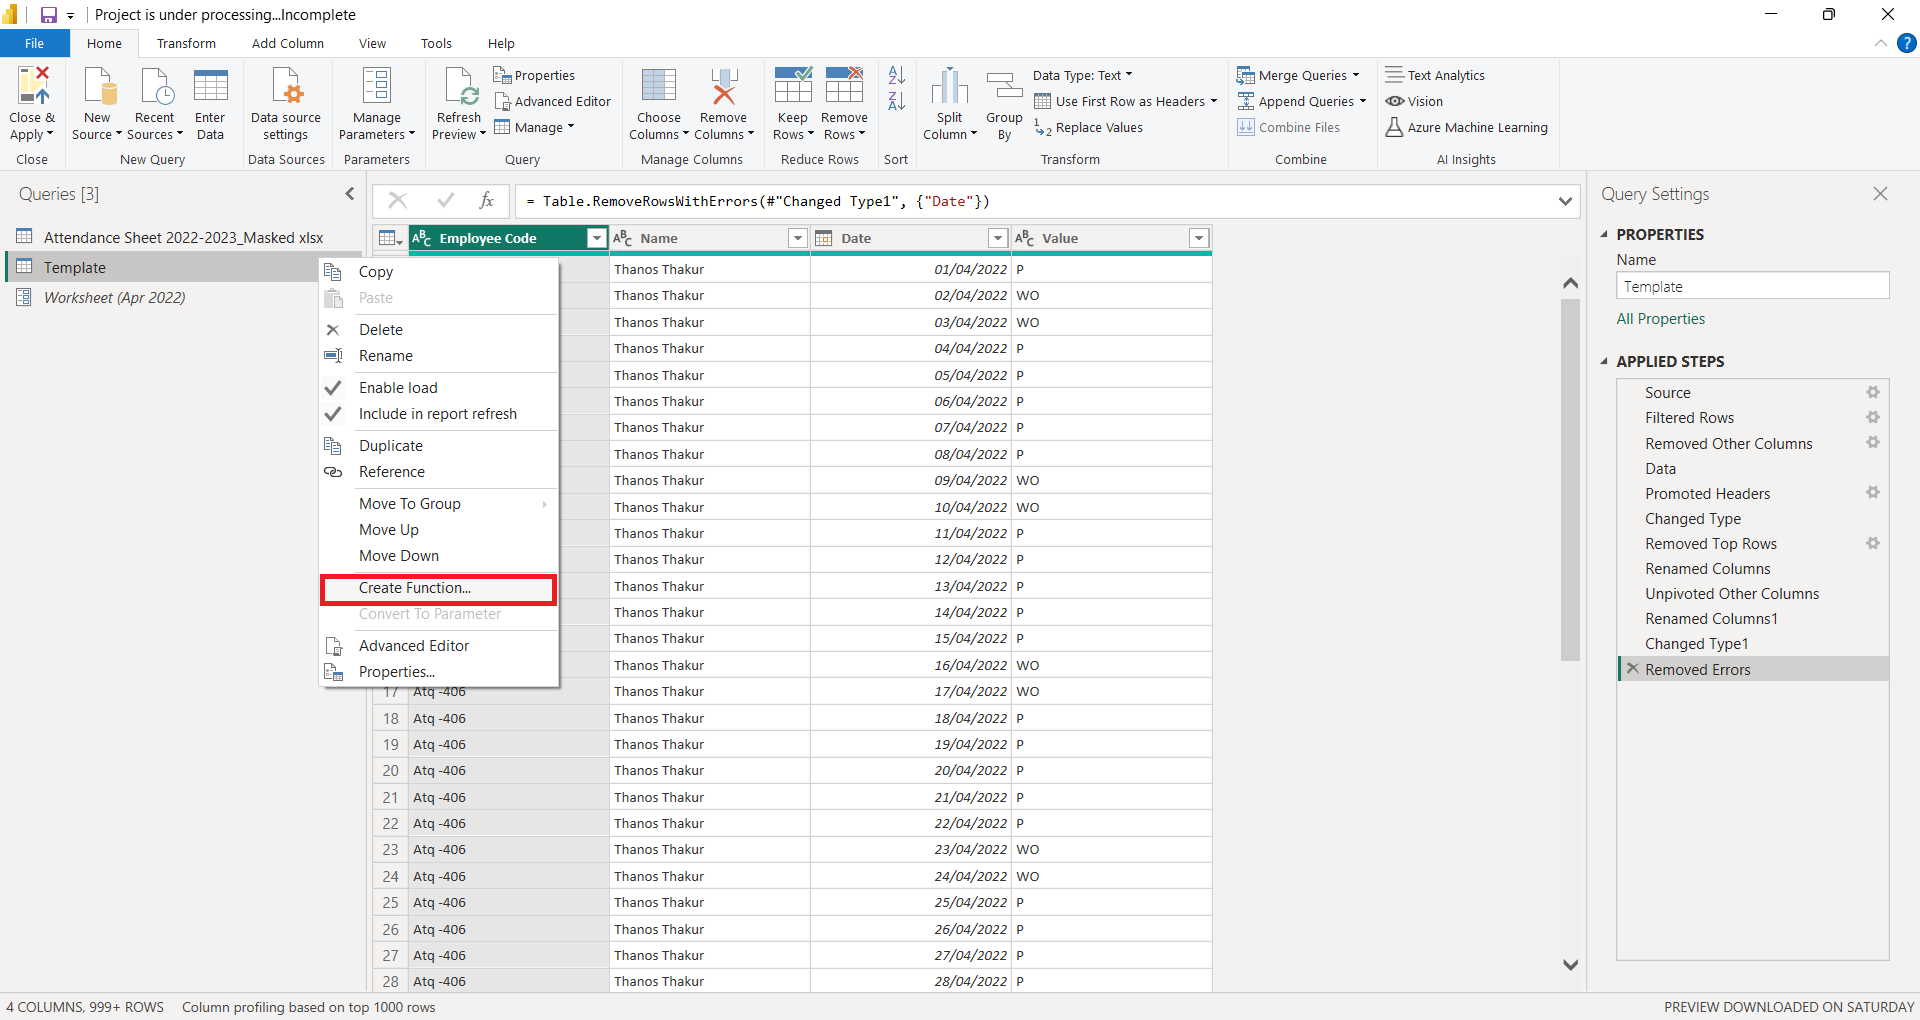 Project is under processing...Incomplete
File Home Transform Add Column View Tools Help
Close & Apply
Close
New Source
Recent Sources
Enter Data
New Query
Data source settings
Data Sources
Manage Parameters
Parameters
Refresh Preview
Properties
Advanced Editor
Manage
Query
Choose Columns
Remove Columns
Manage Columns
Keep Rows
Remove Rows
Reduce Rows
Sort
Split Column
Group By
Data Type: Text
Use First Row as Headers
Replace Values
Transform
Merge Queries
Append Queries
Combine Files
Combine
Text Analytics
Vision
Azure Machine Learning
AI Insights
Queries [3]
Attendance Sheet 2022-2023_Masked xlsx
Template
Worksheet (Apr 2022)
Copy
Paste
Delete
Rename
Enable load
Include in report refresh
Duplicate
Reference
Move To Group
Move Up
Move Down
Create Function...
Convert To Parameter
Advanced Editor
Properties...
fx = Table.RemoveRowsWithErrors(#"Changed Type1", {"Date"})
Employee Code Name Date Value
Thanos Thakur 01/04/2022 P
Thanos Thakur 02/04/2022 WO
Thanos Thakur 03/04/2022 WO
Thanos Thakur 04/04/2022 P
Thanos Thakur 05/04/2022 P
Thanos Thakur 06/04/2022 P
Thanos Thakur 07/04/2022 P
Thanos Thakur 08/04/2022 P
Thanos Thakur 09/04/2022 WO
Thanos Thakur 10/04/2022 WO
Thanos Thakur 11/04/2022 P
Thanos Thakur 12/04/2022 P
Thanos Thakur 13/04/2022 P
Thanos Thakur 14/04/2022 P
Thanos Thakur 15/04/2022 P
Thanos Thakur 16/04/2022 WO
17 Atq -406 Thanos Thakur 17/04/2022 WO
18 Atq -406 Thanos Thakur 18/04/2022 P
19 Atq -406 Thanos Thakur 19/04/2022 P
20 Atq -406 Thanos Thakur 20/04/2022 P
21 Atq -406 Thanos Thakur 21/04/2022 P
22 Atq -406 Thanos Thakur 22/04/2022 P
23 Atq -406 Thanos Thakur 23/04/2022 WO
24 Atq -406 Thanos Thakur 24/04/2022 WO
25 Atq -406 Thanos Thakur 25/04/2022 P
26 Atq -406 Thanos Thakur 26/04/2022 P
27 Atq -406 Thanos Thakur 27/04/2022 P
28 Atq -406 Thanos Thakur 28/04/2022 P
Query Settings
PROPERTIES
Name
Template
All Properties
APPLIED STEPS
Source
Filtered Rows
Removed Other Columns
Data
Promoted Headers
Changed Type
Removed Top Rows
Renamed Columns
Unpivoted Other Columns
Renamed Columns1
Changed Type1
Removed Errors
4 COLUMNS, 999+ ROWS Column profiling based on top 1000 rows
PREVIEW DOWNLOADED ON SATURDAY